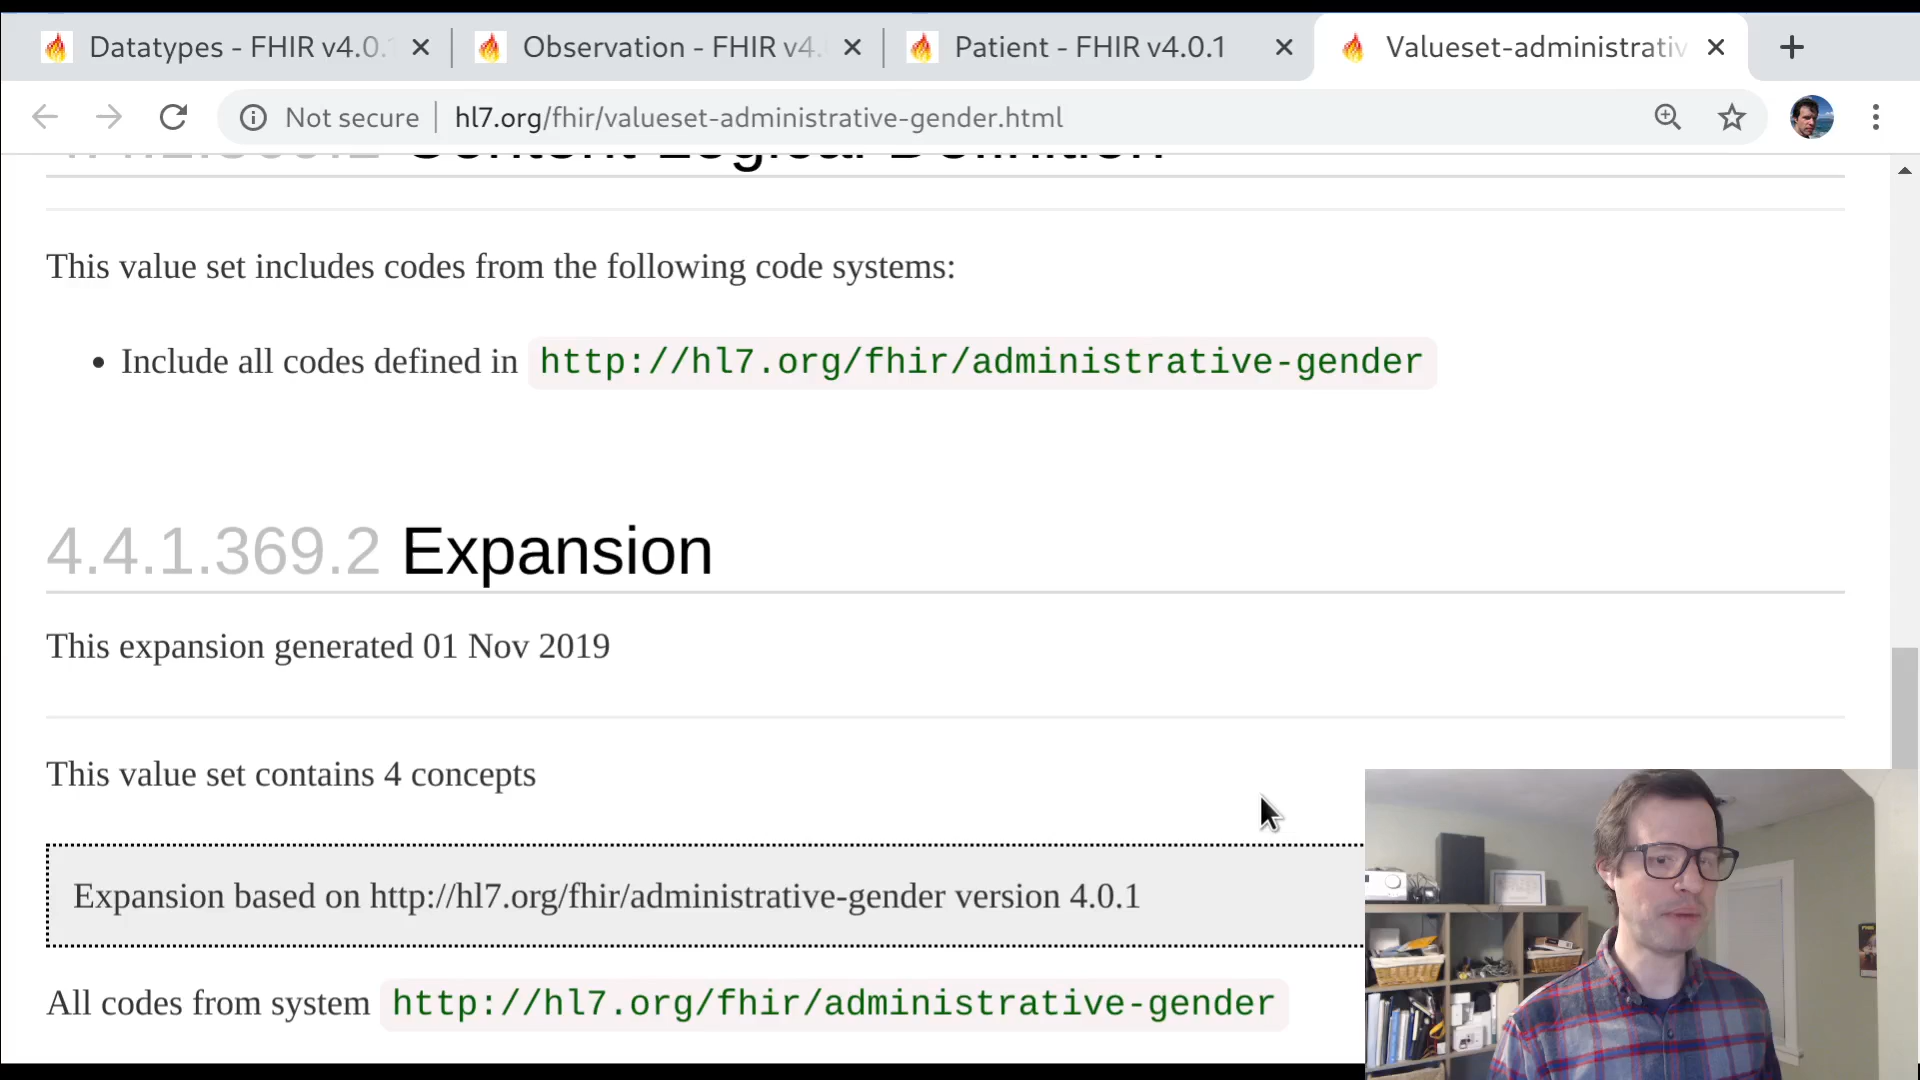 Datatypes - FHIR v4.0.
Observation - FHIR v4.
Patient - FHIR v4.0.1
Valueset-administrativ
Not secure
hl7.org/fhir/valueset-administrative-gender.html
Content Logical Definition
This value set includes codes from the following code systems:
• Include all codes defined in http://hl7.org/fhir/administrative-gender
4.4.1.369.2 Expansion
This expansion generated 01 Nov 2019
This value set contains 4 concepts
Expansion based on http://hl7.org/fhir/administrative-gender version 4.0.1
All codes from system http://hl7.org/fhir/administrative-gender